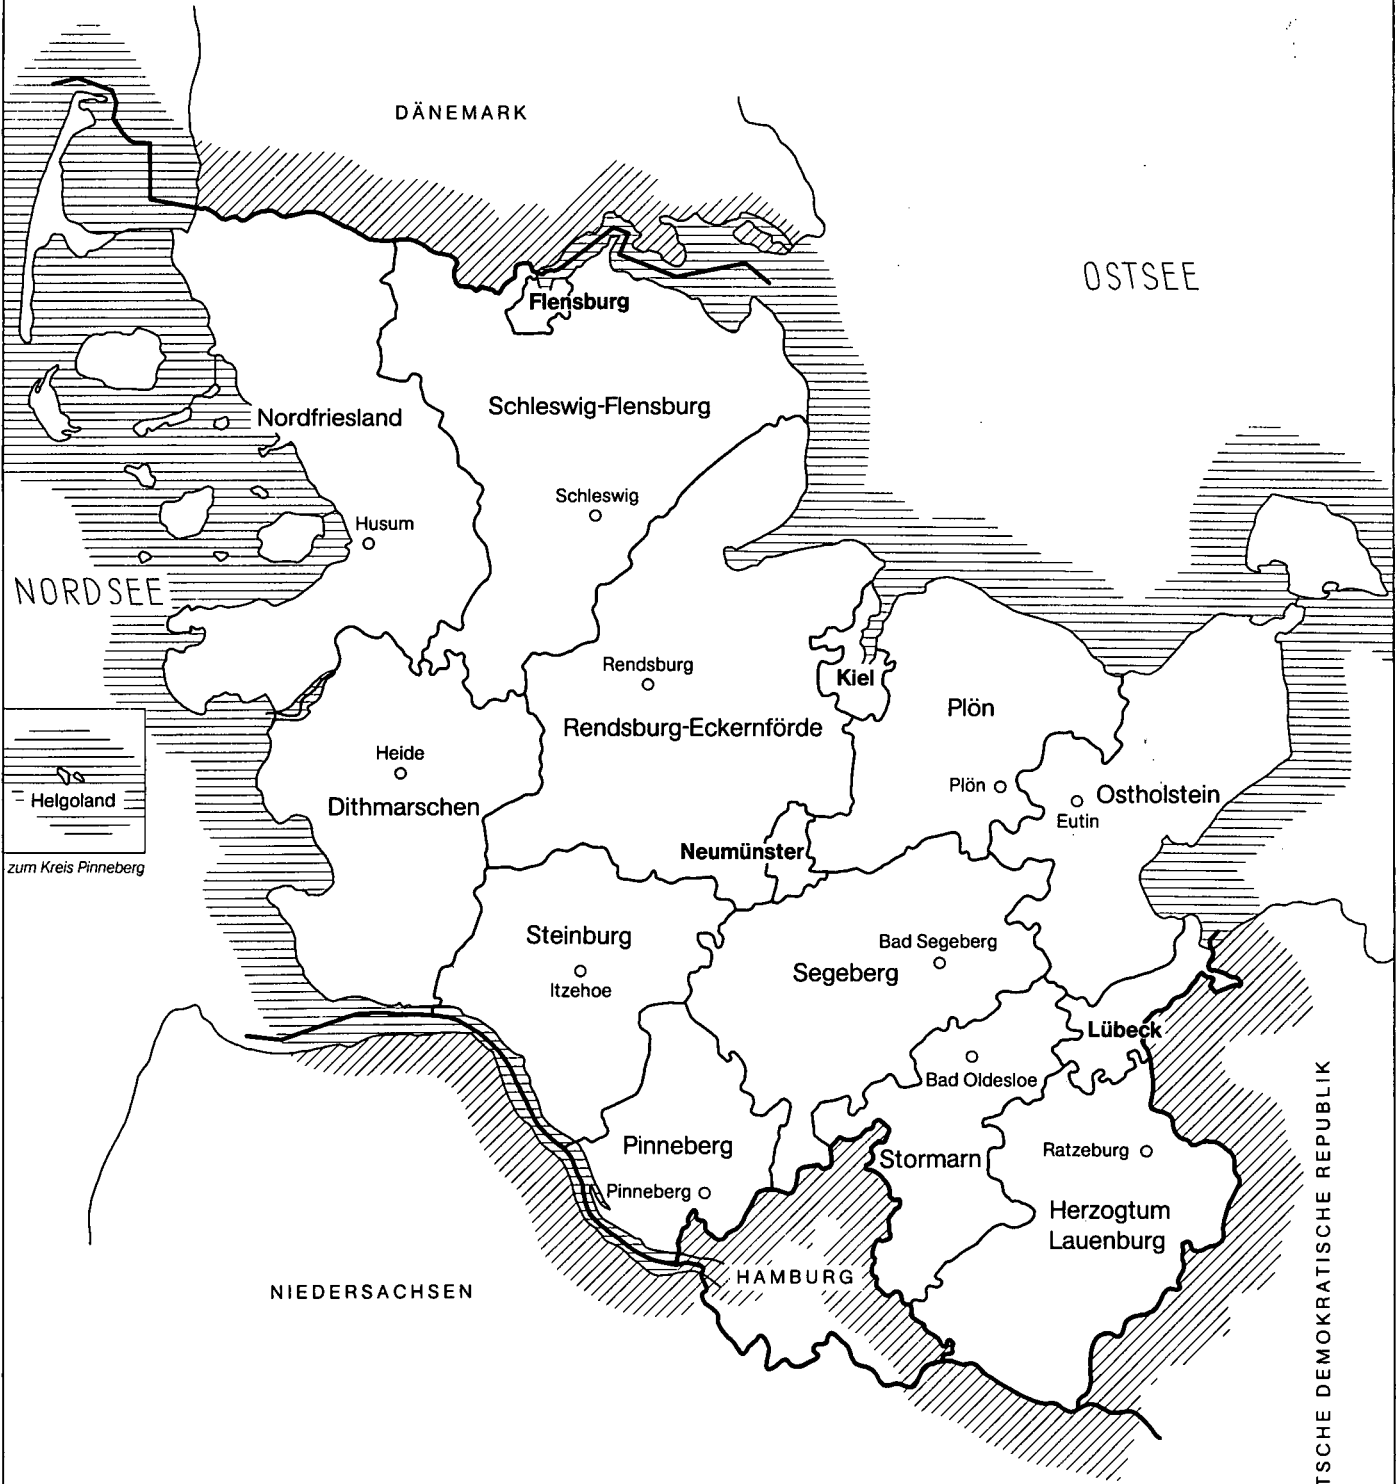 DÄNEMARK
OSTSEE
Flensburg
Schleswig-Flensburg
Nordfriesland
Schleswig
Husum
NORDSEE
Rendsburg
Kiel
Plön
Rendsburg-Eckernförde
Heide
Dithmarschen
Plön
Ostholstein
Eutin
Helgoland
zum Kreis Pinneberg
Neumünster
Steinburg
Bad Segeberg
Segeberg
Itzehoe
Lübeck
Bad Oldesloe
Pinneberg
Stormarn
Ratzeburg
Pinneberg
Herzogtum
Lauenburg
HAMBURG
NIEDERSACHSEN
TSCHE DEMOKRATISCHE REPUBLIK